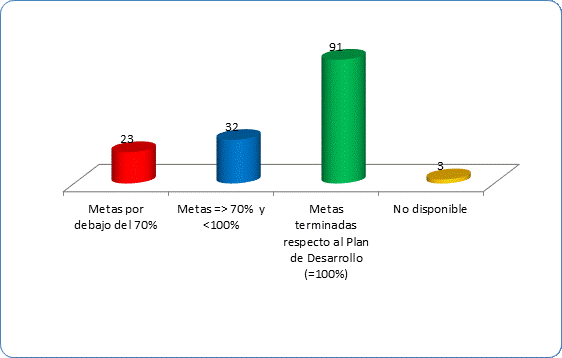 23
32
91
3
Metas por
debajo del 70%
Metas => 70% y
<100%
Metas
terminadas
respecto al Plan
de Desarrollo
(=100%)
No disponible